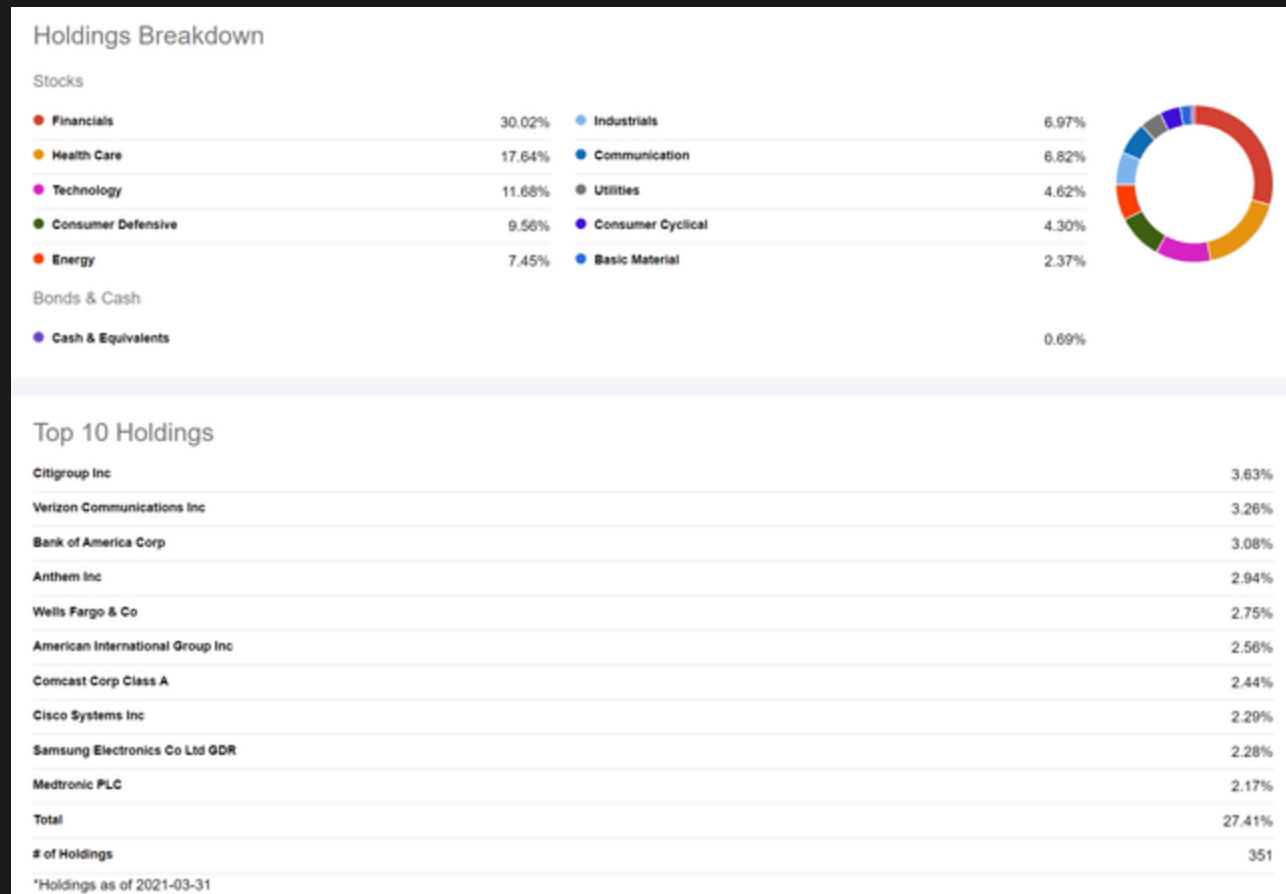 Holdings Breakdown
Stocks
Financials 30.02% Industrials 6.97%
Health Care 17.64% Communication 6.82%
Technology 11.68% Utilities 4.62%
Consumer Defensive 9.56% Consumer Cyclical 4.30%
Energy 7.45% Basic Material 2.37%
Bonds & Cash
Cash & Equivalents 0.69%
Top 10 Holdings
Citigroup Inc 3.63%
Verizon Communications Inc 3.26%
Bank of America Corp 3.08%
Anthem Inc 2.94%
Wells Fargo & Co 2.75%
American International Group Inc 2.56%
Comcast Corp Class A 2.44%
Cisco Systems Inc 2.29%
Samsung Electronics Co Ltd GDR 2.28%
Medtronic PLC 2.17%
Total 27.41%
# of Holdings 351
*Holdings as of 2021-03-31